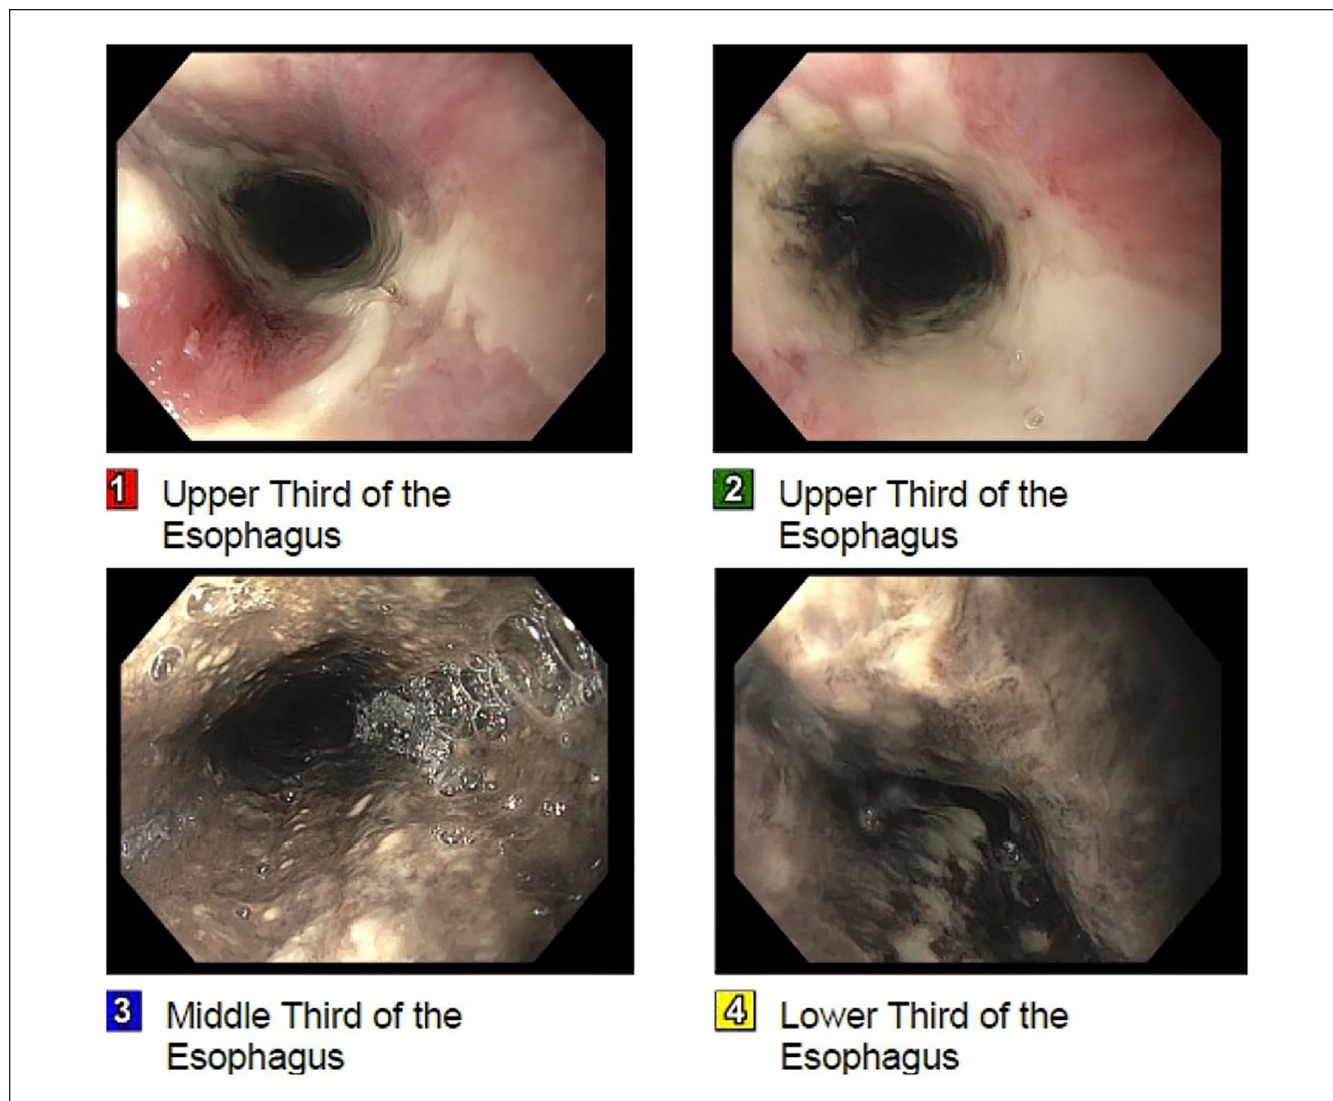 1 Upper Third of the
Esophagus
2 Upper Third of the
Esophagus
3 Middle Third of the
Esophagus
4 Lower Third of the
Esophagus